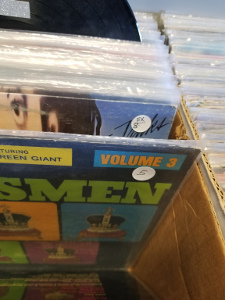 TURING
REEN GIANT
VOLUME 3
5
SMEN